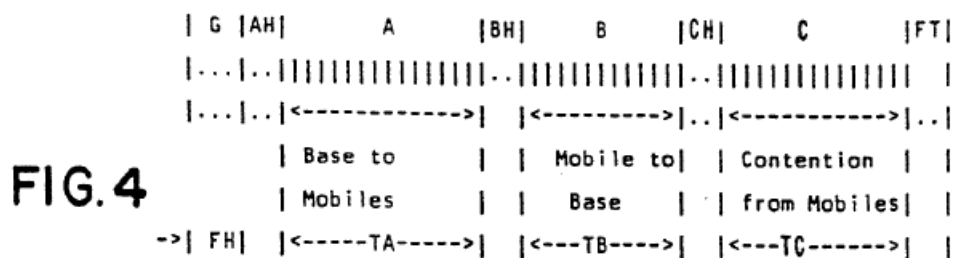 | G |AH| A |BH| B |CH| C |FT|
|...|..||||||||||||||||||..||||||||||||||||..|||||||||||||||||| |
|...|..|<------------>| |<--------->|..|<----------->|..|
| Base to | | Mobile to| | Contention | |
FIG.4
| Mobiles | | Base | | from Mobiles| |
->| FH| |<-----TA----->| |<---TB---->| |<---TC------>| |